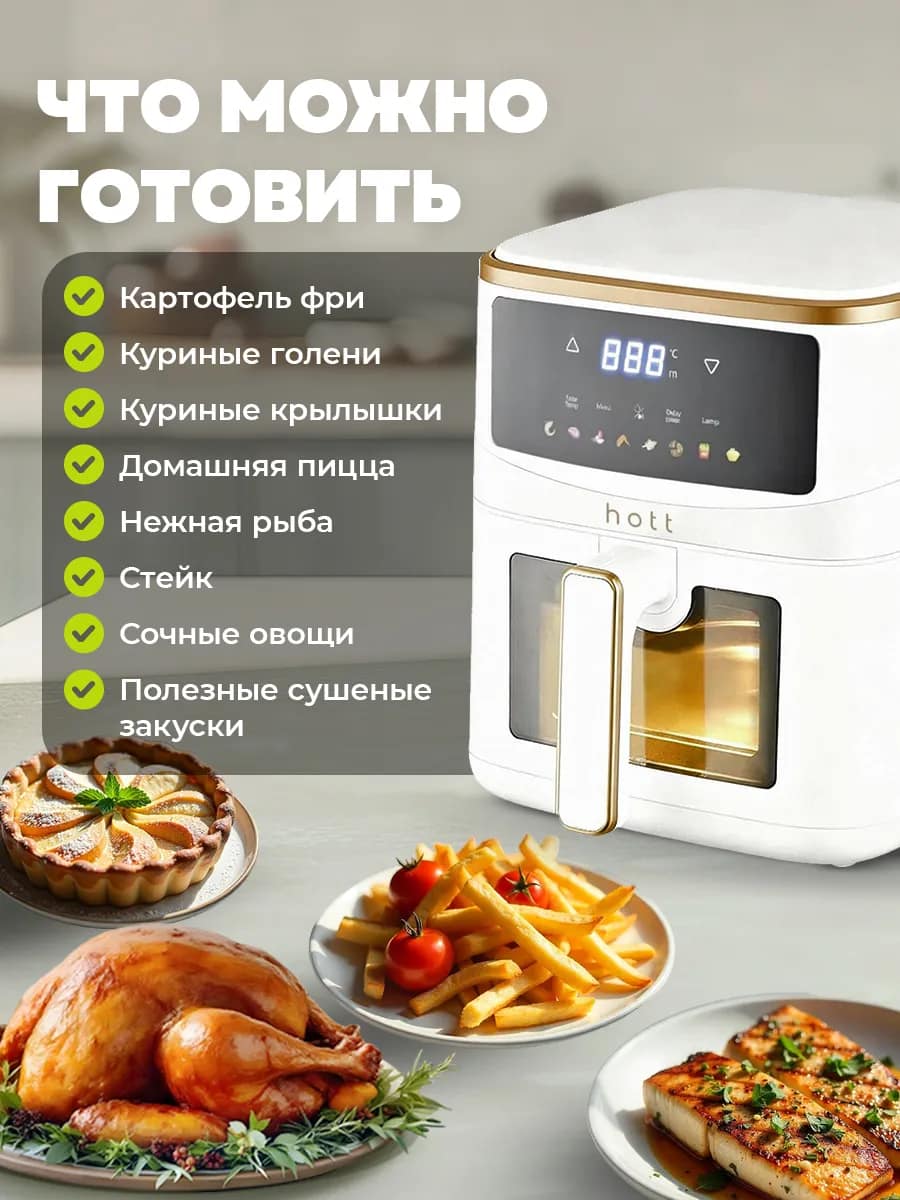 ЧТО МОЖНО
ГОТОВИТЬ
Картофель фри
Куриные голени
Куриные крылышки
Домашняя пицца
Нежная рыба
Стейк
Сочные овощи
Полезные сушеные
закуски
888
°C
m
Menu
Delay
Lamp
hott